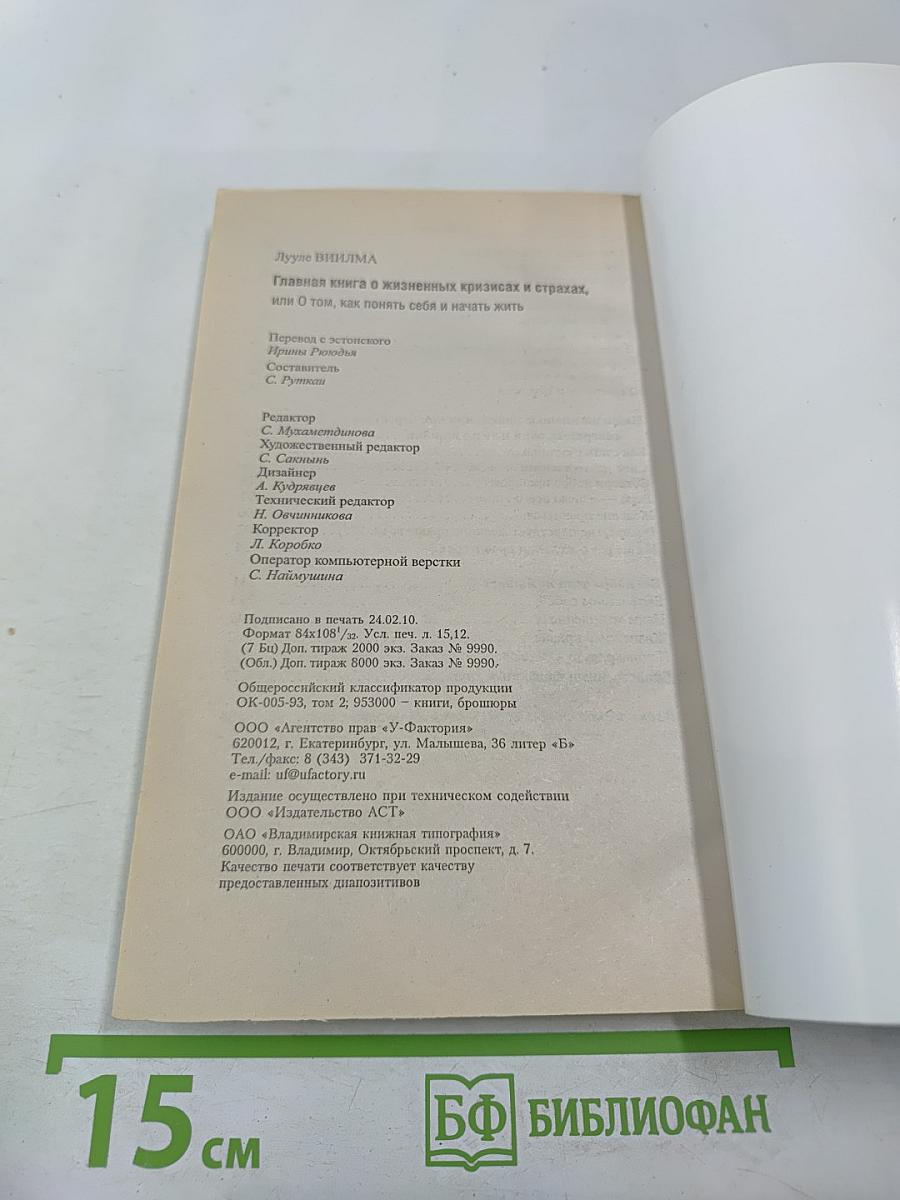 Лууле ВИИЛМА
Главная книга о жизненных кризисах и страхах,
или О том, как понять себя и начать жить
Перевод с эстонского
Ирины Рююдья
Составитель
С. Руткаи
Редактор
С. Мухаметдинова
Художественный редактор
С. Сакнынь
Дизайнер
А. Кудрявцев
Технический редактор
Н. Овчинникова
Корректор
Л. Коробко
Оператор компьютерной верстки
С. Наймушина
Подписано в печать 24.02.10.
Формат 84х108¹/₃₂. Усл. печ. л. 15,12.
(7 Бц) Доп. тираж 2000 экз. Заказ № 9990.
(Обл.) Доп. тираж 8000 экз. Заказ № 9990.
Общероссийский классификатор продукции
ОК-005-93, том 2; 953000 – книги, брошюры
ООО «Агентство прав «У-Фактория»
620012, г. Екатеринбург, ул. Малышева, 36 литер «Б»
Тел./факс: 8 (343) 371-32-29
e-mail: uf@ufactory.ru
Издание осуществлено при техническом содействии
ООО «Издательство АСТ»
ОАО «Владимирская книжная типография»
600000, г. Владимир, Октябрьский проспект, д. 7.
Качество печати соответствует качеству
предоставленных диапозитивов
15 см
БФ БИБЛИОФАН